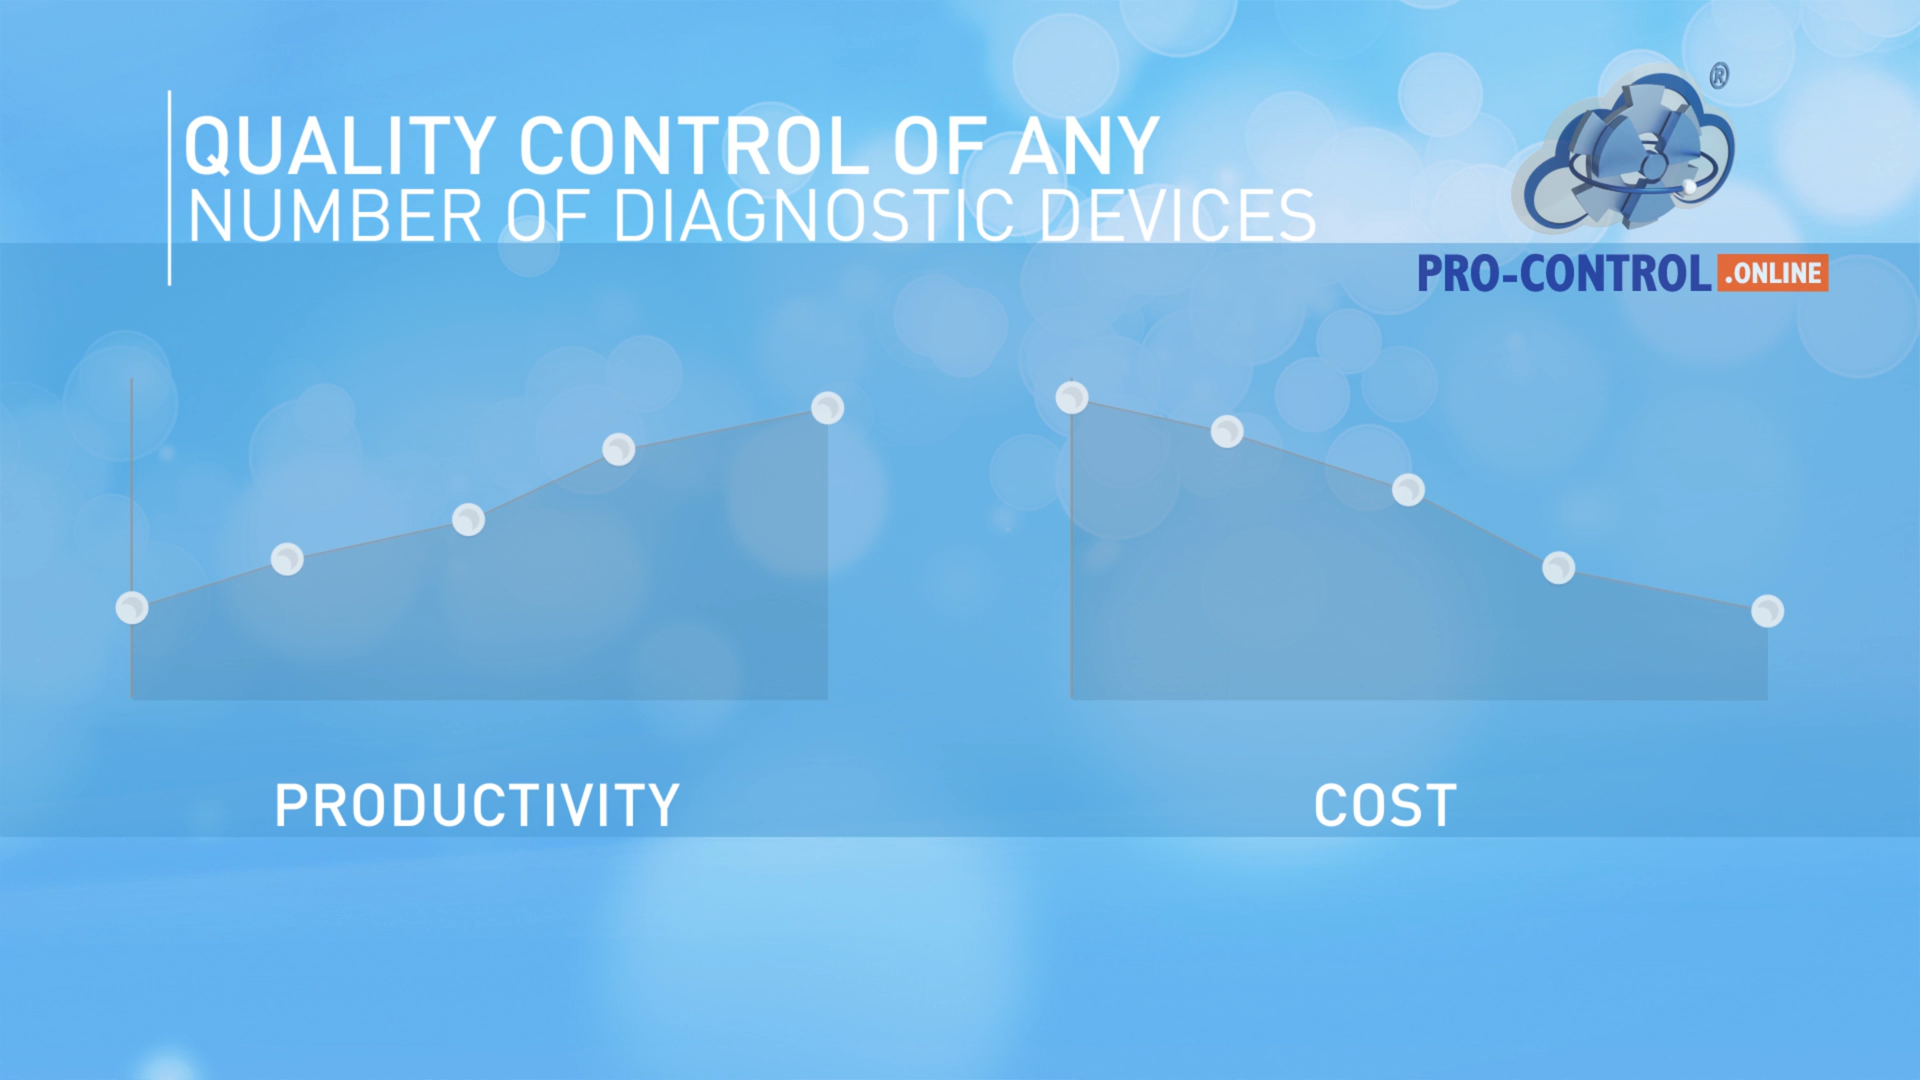 QUALITY CONTROL OF ANY
NUMBER OF DIAGNOSTIC DEVICES
®
PRO-CONTROL .ONLINE
PRODUCTIVITY
COST